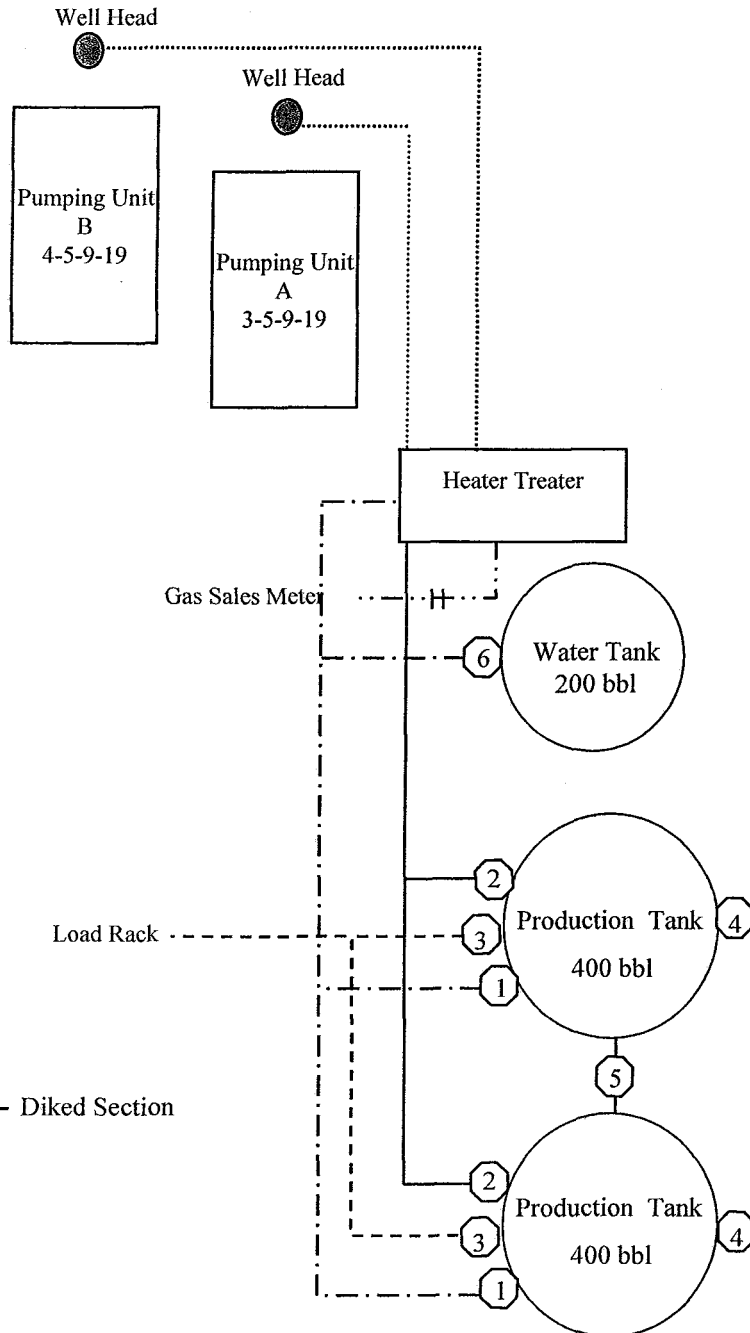 Well Head
Well Head
Pumping Unit
B
4-5-9-19
Pumping Unit
A
3-5-9-19
Heater Treater
Gas Sales Meter
6
Water Tank
200 bbl
2
Load Rack
3
Production Tank
400 bbl
4
1
5
- Diked Section
2
3
Production Tank
400 bbl
4
1